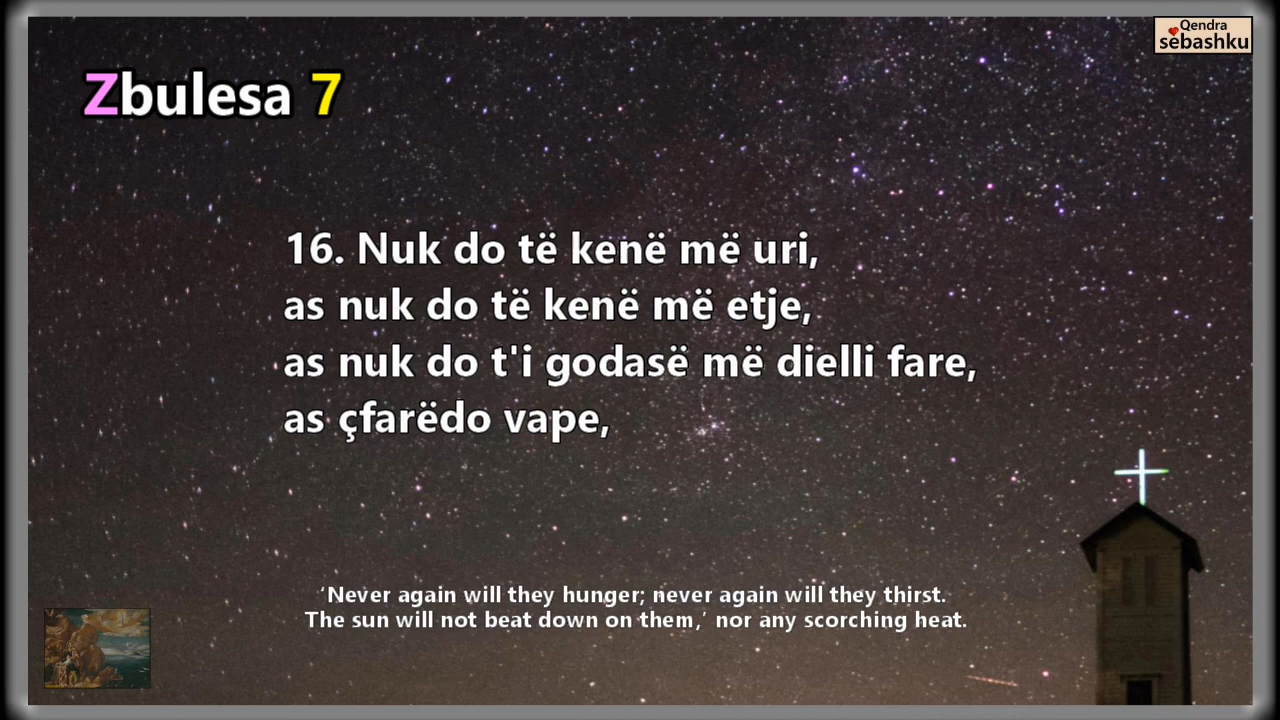 Qendra
sebashku
Zbulesa 7
16. Nuk do të kenë më uri,
as nuk do të kenë më etje,
as nuk do t'i godasë më dielli fare,
as çfarëdo vape,
‘Never again will they hunger; never again will they thirst.
The sun will not beat down on them,’ nor any scorching heat.